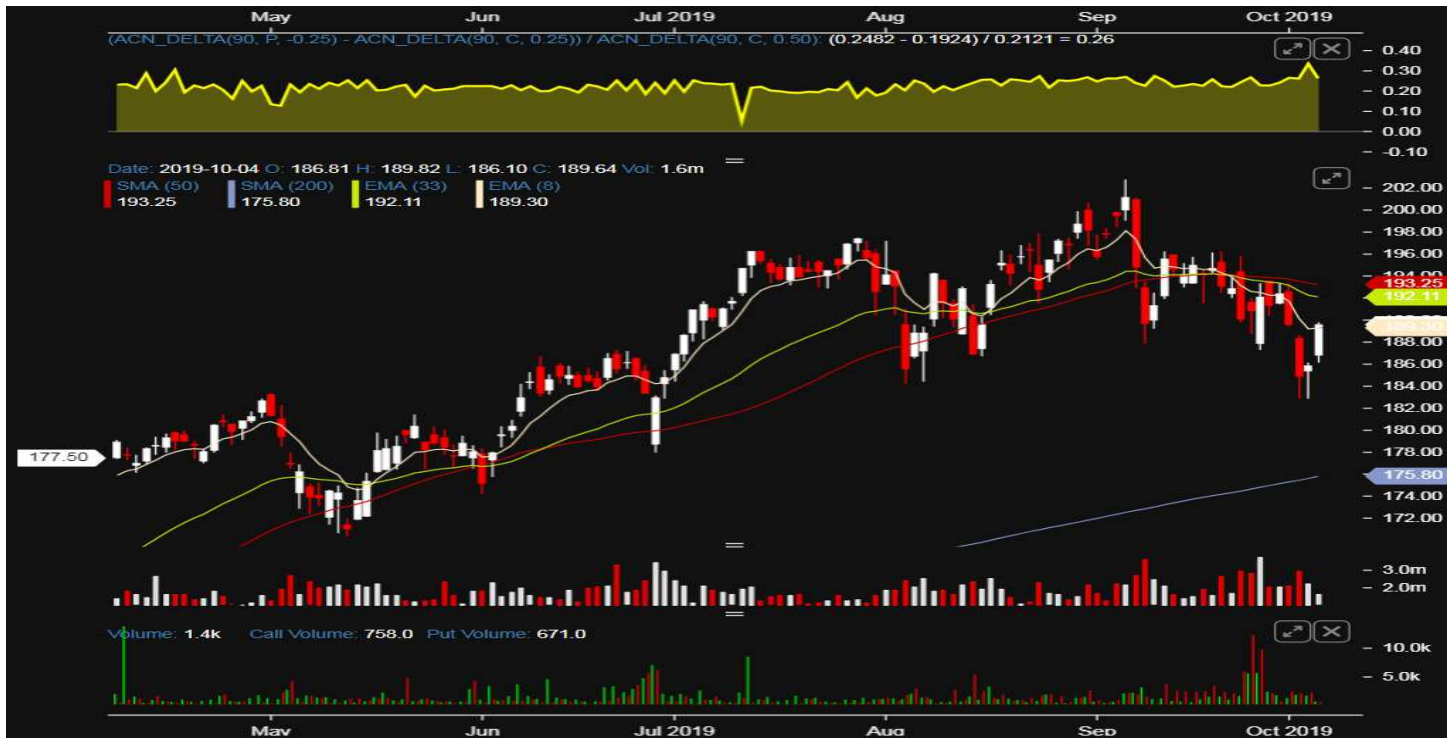 May Jun Jul 2019 Aug Sep Oct 2019
(ACN_DELTA(90, P, -0.25) - ACN_DELTA(90, C, 0.25)) / ACN_DELTA(90, C, 0.50): (0.2482 - 0.1924) / 0.2121 = 0.26
0.40
0.30
0.20
0.10
0.00
-0.10
Date: 2019-10-04 O: 186.81 H: 189.82 L: 186.10 C: 189.64 Vol: 1.6m
SMA (50) SMA (200) EMA (33) EMA (8)
193.25 175.80 192.11 189.30
202.00
200.00
198.00
196.00
194.00
193.25
192.11
189.30
188.00
186.00
184.00
182.00
180.00
178.00
177.50
175.80
174.00
172.00
3.0m
2.0m
Volume: 1.4k Call Volume: 758.0 Put Volume: 671.0
10.0k
5.0k
May Jun Jul 2019 Aug Sep Oct 2019